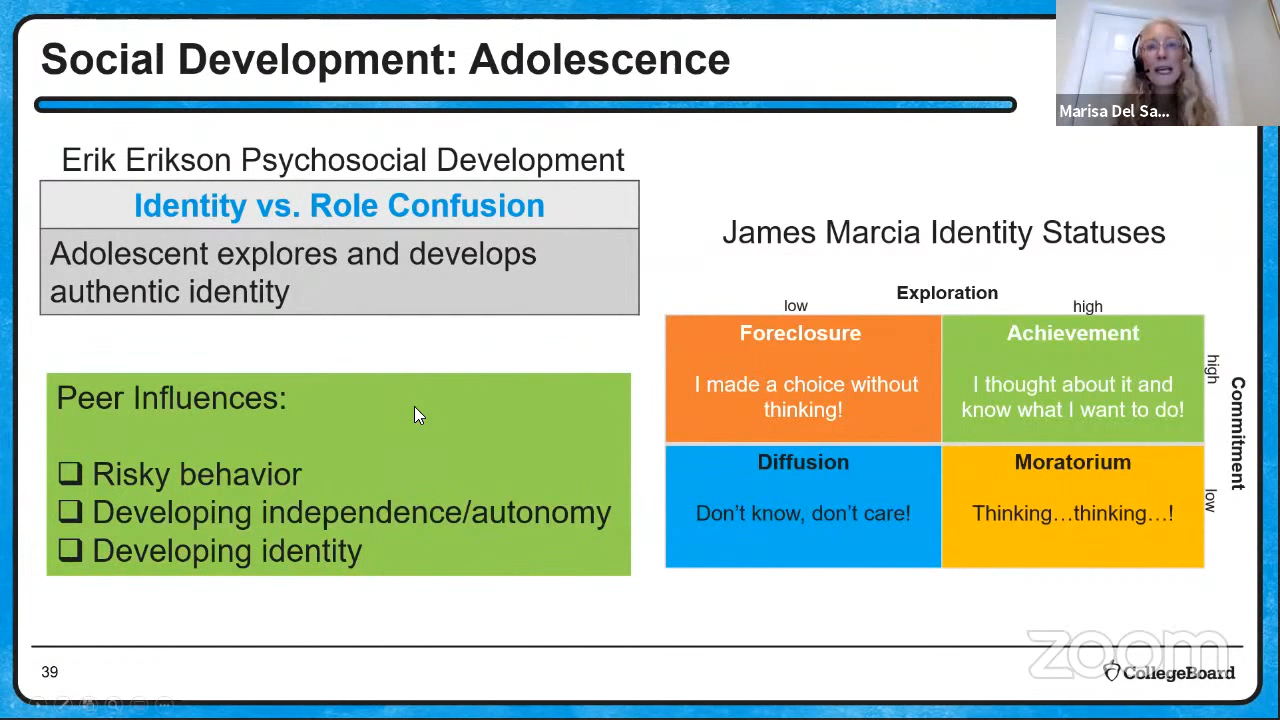 Social Development: Adolescence
Marisa Del Sa...
Erik Erikson Psychosocial Development
Identity vs. Role Confusion
Adolescent explores and develops
authentic identity
Peer Influences:
❑ Risky behavior
❑ Developing independence/autonomy
❑ Developing identity
James Marcia Identity Statuses
Exploration
low
high
Foreclosure
I made a choice without
thinking!
Achievement
I thought about it and
know what I want to do!
high
Commitment
Diffusion
Don't know, don't care!
Moratorium
Thinking…thinking…!
low
zoom
39
CollegeBoard